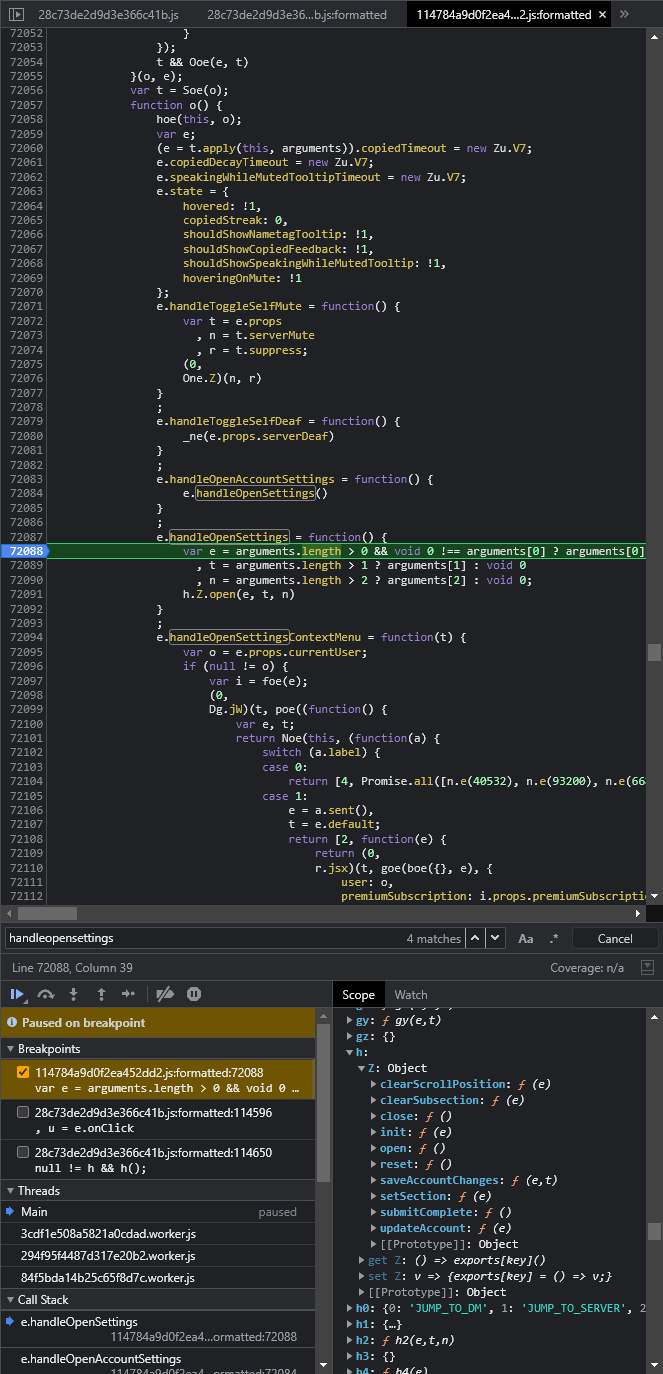 28c73de2d9d3e366c41b.js 28c73de2d9d3e36…b.js:formatted 114784a9d0f2ea4…2.js:formatted × »
72052 }
72053 });
72054 t && Ooe(e, t)
72055 }(o, e);
72056 var t = Soe(o);
72057 function o() {
72058 hoe(this, o);
72059 var e;
72060 (e = t.apply(this, arguments)).copiedTimeout = new Zu.V7;
72061 e.copiedDecayTimeout = new Zu.V7;
72062 e.speakingWhileMutedTooltipTimeout = new Zu.V7;
72063 e.state = {
72064 hovered: !1,
72065 copiedStreak: 0,
72066 shouldShowNametagTooltip: !1,
72067 shouldShowCopiedFeedback: !1,
72068 shouldShowSpeakingWhileMutedTooltip: !1,
72069 hoveringOnMute: !1
72070 };
72071 e.handleToggleSelfMute = function() {
72072 var t = e.props
72073 , n = t.serverMute
72074 , r = t.suppress;
72075 (0,
72076 One.Z)(n, r)
72077 }
72078 ;
72079 e.handleToggleSelfDeaf = function() {
72080 _ne(e.props.serverDeaf)
72081 }
72082 ;
72083 e.handleOpenAccountSettings = function() {
72084 e.handleOpenSettings()
72085 }
72086 ;
72087 e.handleOpenSettings = function() {
72088 var e = arguments.length > 0 && void 0 !== arguments[0] ? arguments[0]
72089 , t = arguments.length > 1 ? arguments[1] : void 0
72090 , n = arguments.length > 2 ? arguments[2] : void 0;
72091 h.Z.open(e, t, n)
72092 }
72093 ;
72094 e.handleOpenSettingsContextMenu = function(t) {
72095 var o = e.props.currentUser;
72096 if (null != o) {
72097 var i = foe(e);
72098 (0,
72099 Dg.jW)(t, poe((function() {
72100 var e, t;
72101 return Noe(this, (function(a) {
72102 switch (a.label) {
72103 case 0:
72104 return [4, Promise.all([n.e(40532), n.e(93200), n.e(664
72105 case 1:
72106 e = a.sent(),
72107 t = e.default;
72108 return [2, function(e) {
72109 return (0,
72110 r.jsx)(t, goe(boe({}, e), {
72111 user: o,
72112 premiumSubscription: i.props.premiumSubscriptio
handleopensettings 4 matches Aa .* Cancel
Line 72088, Column 39 Coverage: n/a
Paused on breakpoint
Breakpoints
114784a9d0f2ea452dd2.js:formatted:72088
var e = arguments.length > 0 && void 0 …
28c73de2d9d3e366c41b.js:formatted:114596
, u = e.onClick
28c73de2d9d3e366c41b.js:formatted:114650
null != h && h();
Threads
Main paused
3cdf1e508a5821a0cdad.worker.js
294f95f4487d317e20b2.worker.js
84f5bda14b25c65f8d7c.worker.js
Call Stack
e.handleOpenSettings
114784a9d0f2ea4…ormatted:72088
e.handleOpenAccountSettings
114784a9d0f2ea4…ormatted:72084
Scope Watch
gy: ƒ gy(e,t)
gz: {}
h:
Z: Object
clearScrollPosition: ƒ (e)
clearSubsection: ƒ (e)
close: ƒ ()
init: ƒ (e)
open: ƒ ()
reset: ƒ ()
saveAccountChanges: ƒ (e,t)
setSection: ƒ (e)
submitComplete: ƒ ()
updateAccount: ƒ (e)
[[Prototype]]: Object
get Z: () => exports[key]()
set Z: v => {exports[key] = () => v;}
[[Prototype]]: Object
h0: {0: 'JUMP_TO_DM', 1: 'JUMP_TO_SERVER', 2
h1: {…}
h2: ƒ h2(e,t,n)
h3: {}
h4: ƒ h4(e)